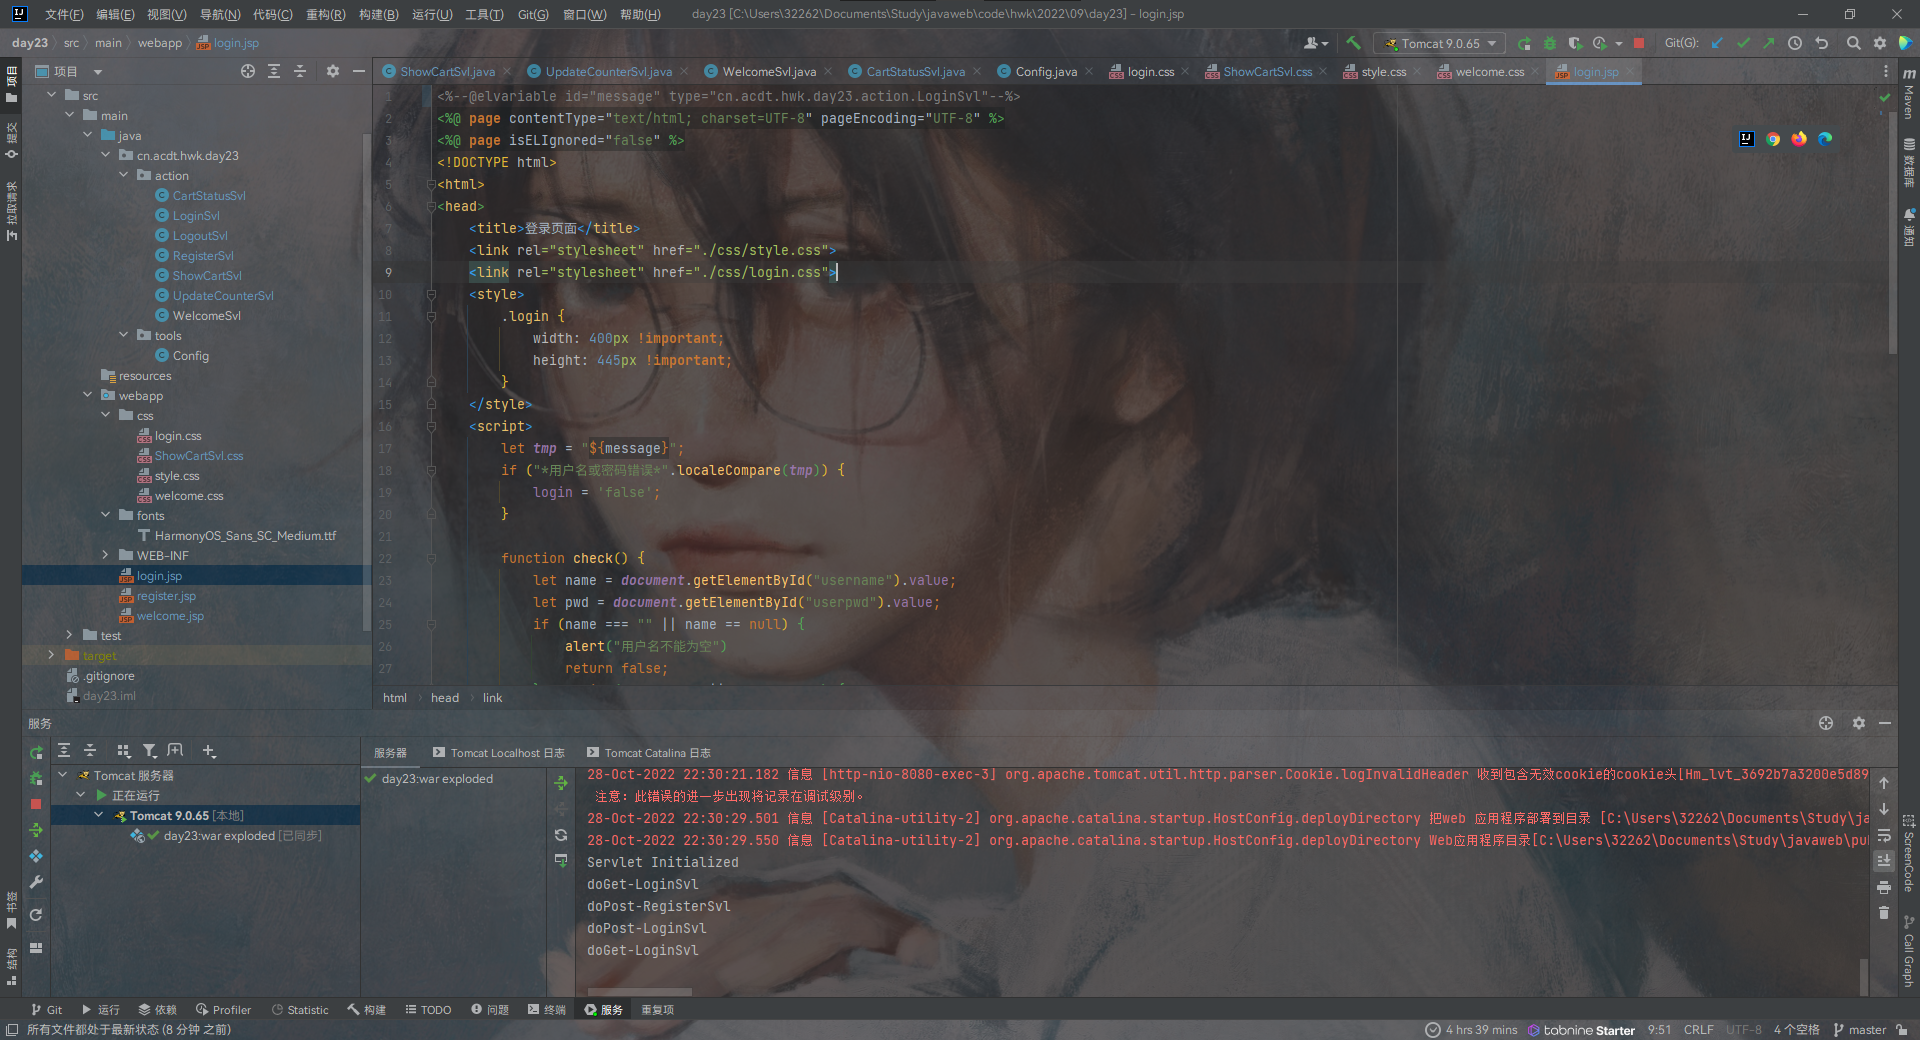 文件(F) 编辑(E) 视图(V) 导航(N) 代码(C) 重构(R) 构建(B) 运行(U) 工具(T) Git(G) 窗口(W) 帮助(H) day23 [C:\Users\32262\Documents\Study\javaweb\code\hwk\2022\09\day23] - login.jsp
day23 src main webapp login.jsp
Tomcat 9.0.65
Git(G):
项目
ShowCartSvl.java UpdateCounterSvl.java WelcomeSvl.java CartStatusSvl.java Config.java login.css ShowCartSvl.css style.css welcome.css login.jsp
项目
提交
拉取请求
书签
结构
src
main
java
cn.acdt.hwk.day23
action
CartStatusSvl
LoginSvl
LogoutSvl
RegisterSvl
ShowCartSvl
UpdateCounterSvl
WelcomeSvl
tools
Config
resources
webapp
css
login.css
ShowCartSvl.css
style.css
welcome.css
fonts
HarmonyOS_Sans_SC_Medium.ttf
WEB-INF
login.jsp
register.jsp
welcome.jsp
test
target
.gitignore
day23.iml
1 <%--@elvariable id="message" type="cn.acdt.hwk.day23.action.LoginSvl"--%>
2 <%@ page contentType="text/html; charset=UTF-8" pageEncoding="UTF-8" %>
3 <%@ page isELIgnored="false" %>
4 <!DOCTYPE html>
5 <html>
6 <head>
7 <title>登录页面</title>
8 <link rel="stylesheet" href="./css/style.css">
9 <link rel="stylesheet" href="./css/login.css">
10 <style>
11 .login {
12 width: 400px !important;
13 height: 445px !important;
14 }
15 </style>
16 <script>
17 let tmp = "${message}";
18 if ("*用户名或密码错误*".localeCompare(tmp)) {
19 login = 'false';
20 }
21
22 function check() {
23 let name = document.getElementById("username").value;
24 let pwd = document.getElementById("userpwd").value;
25 if (name === "" || name == null) {
26 alert("用户名不能为空")
27 return false;
html head link
Maven
数据库
通知
ScreenCode
Call Graph
服务
服务器 Tomcat Localhost 日志 Tomcat Catalina 日志
Tomcat 服务器
正在运行
Tomcat 9.0.65 [本地]
day23:war exploded [已同步]
day23:war exploded
28-Oct-2022 22:30:21.182 信息 [http-nio-8080-exec-3] org.apache.tomcat.util.http.parser.Cookie.logInvalidHeader 收到包含无效cookie的cookie头[Hm_lvt_3692b7a3200e5d89
注意：此错误的进一步出现将记录在调试级别。
28-Oct-2022 22:30:29.501 信息 [Catalina-utility-2] org.apache.catalina.startup.HostConfig.deployDirectory 把web 应用程序部署到目录 [C:\Users\32262\Documents\Study\ja
28-Oct-2022 22:30:29.550 信息 [Catalina-utility-2] org.apache.catalina.startup.HostConfig.deployDirectory Web应用程序目录[C:\Users\32262\Documents\Study\javaweb\pu
Servlet Initialized
doGet-LoginSvl
doPost-RegisterSvl
doPost-LoginSvl
doGet-LoginSvl
Git 运行 依赖 Profiler Statistic 构建 TODO 问题 终端 服务 重复项
所有文件都处于最新状态 (8 分钟 之前)
4 hrs 39 mins tabnine Starter 9:51 CRLF UTF-8 4 个空格 master